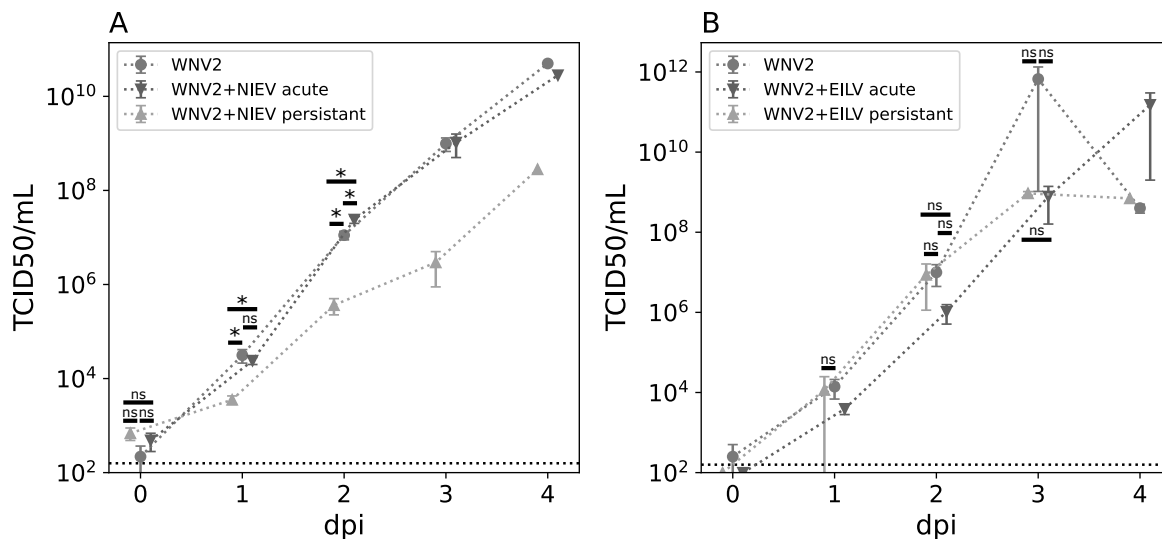 A
WNV2
WNV2+NIEV acute
WNV2+NIEV persistant
TCID50/mL
10^10
10^8
10^6
10^4
10^2
*
*
*
*
ns
*
ns
ns ns
0 1 2 3 4
dpi
B
WNV2
WNV2+EILV acute
WNV2+EILV persistant
TCID50/mL
10^12
10^10
10^8
10^6
10^4
10^2
ns ns
ns
ns
ns
ns
ns
0 1 2 3 4
dpi